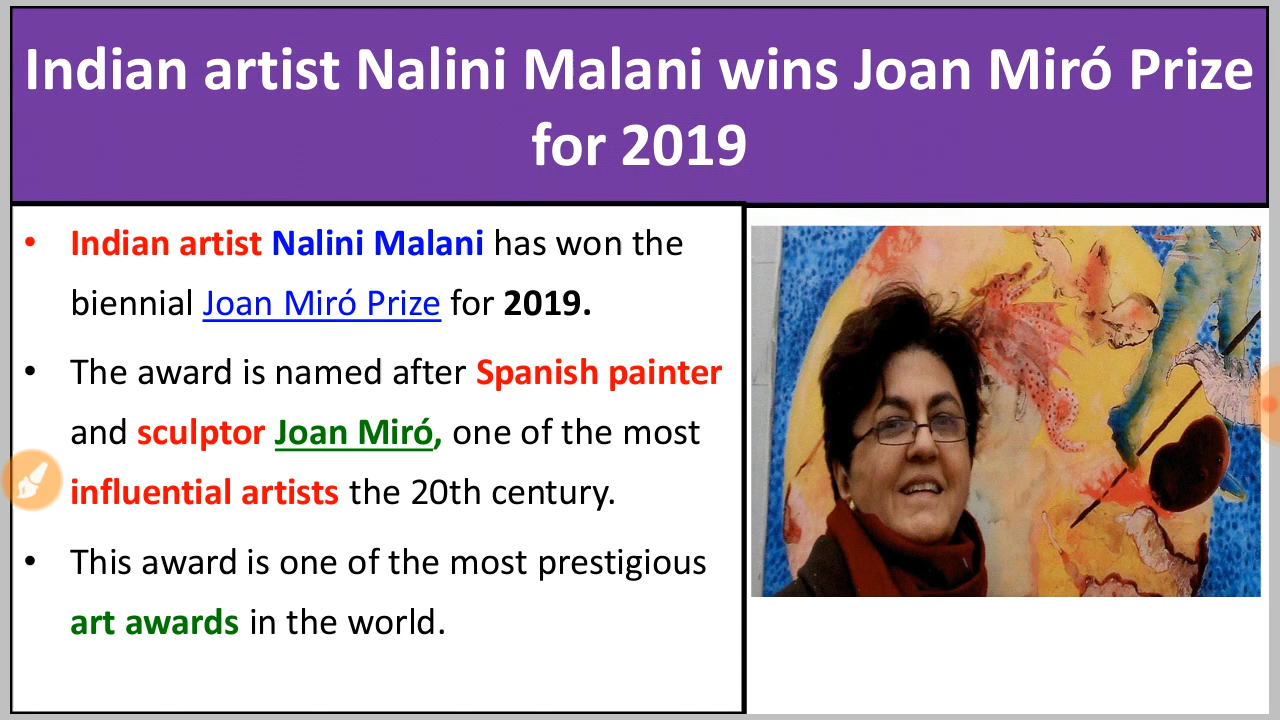 Indian artist Nalini Malani wins Joan Miró Prize
for 2019
• Indian artist Nalini Malani has won the
biennial Joan Miró Prize for 2019.
• The award is named after Spanish painter
and sculptor Joan Miró, one of the most
influential artists the 20th century.
• This award is one of the most prestigious
art awards in the world.